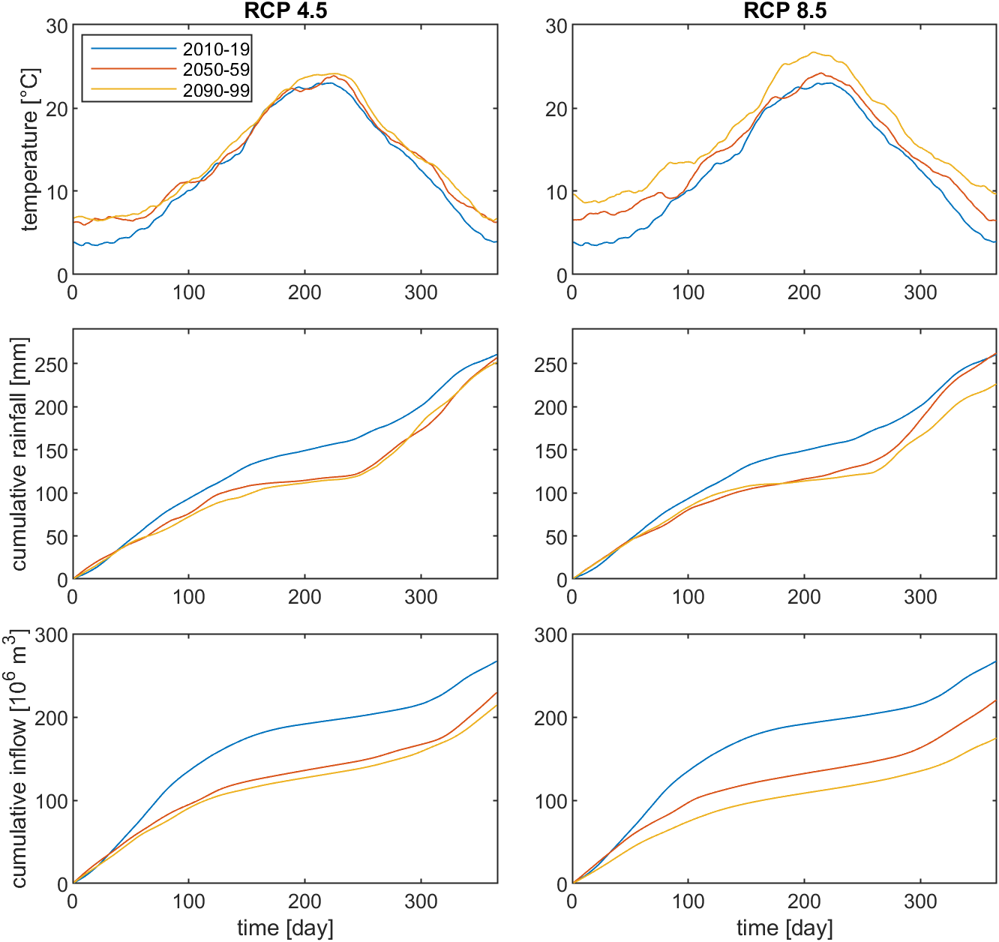 RCP 4.5
RCP 8.5
30
20
10
0
temperature [°C]
2010-19
2050-59
2090-99
0 100 200 300
30
20
10
0
0 100 200 300
250
200
150
100
50
0
cumulative rainfall [mm]
0 100 200 300
250
200
150
100
50
0
0 100 200 300
300
200
100
0
cumulative inflow [10⁶ m³]
0 100 200 300
time [day]
300
200
100
0
0 100 200 300
time [day]